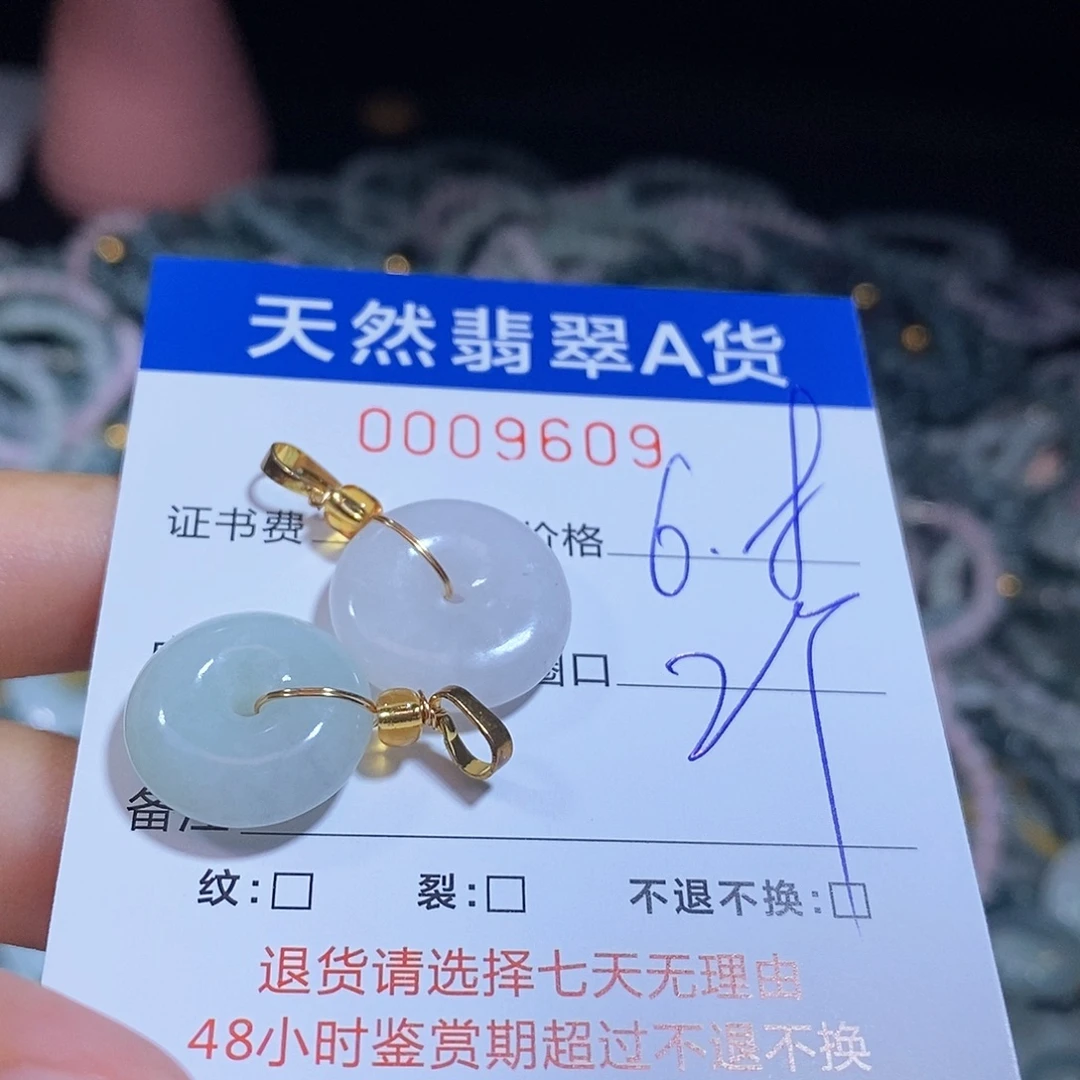 天然翡翠A货
0009609
证书费
价格 6.8
圈口
备注
纹:□ 裂:□ 不退不换:□
退货请选择七天无理由
48小时鉴赏期超过不退不换